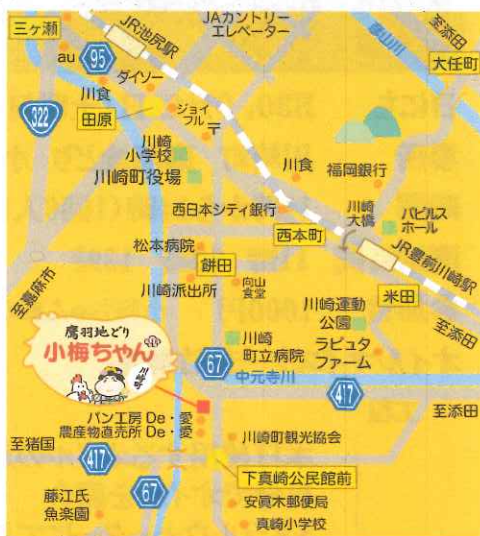 JAカントリー
エレベーター
至添田
三ヶ瀬
JR池尻駅
彦山川
大任町
au
95
ダイソー
川食
ジョイ
フル
322
田原
川崎
小学校
川崎町役場
川食
福岡銀行
西日本シティ銀行
川崎
大橋
パピルス
ホール
松本病院
西本町
JR豊前川崎駅
餅田
米田
至嘉麻市
川崎派出所
向山
食堂
川崎運動
公園
至添田
鷹羽地どり
小梅ちゃん
川崎町
川崎
町立病院
ラピュタ
ファーム
67
中元寺川
417
パン工房 De・愛
農産物直売所 De・愛
至添田
至猪国
川崎町観光協会
417
下真崎公民館前
67
藤江氏
魚楽園
安眞木郵便局
真崎小学校